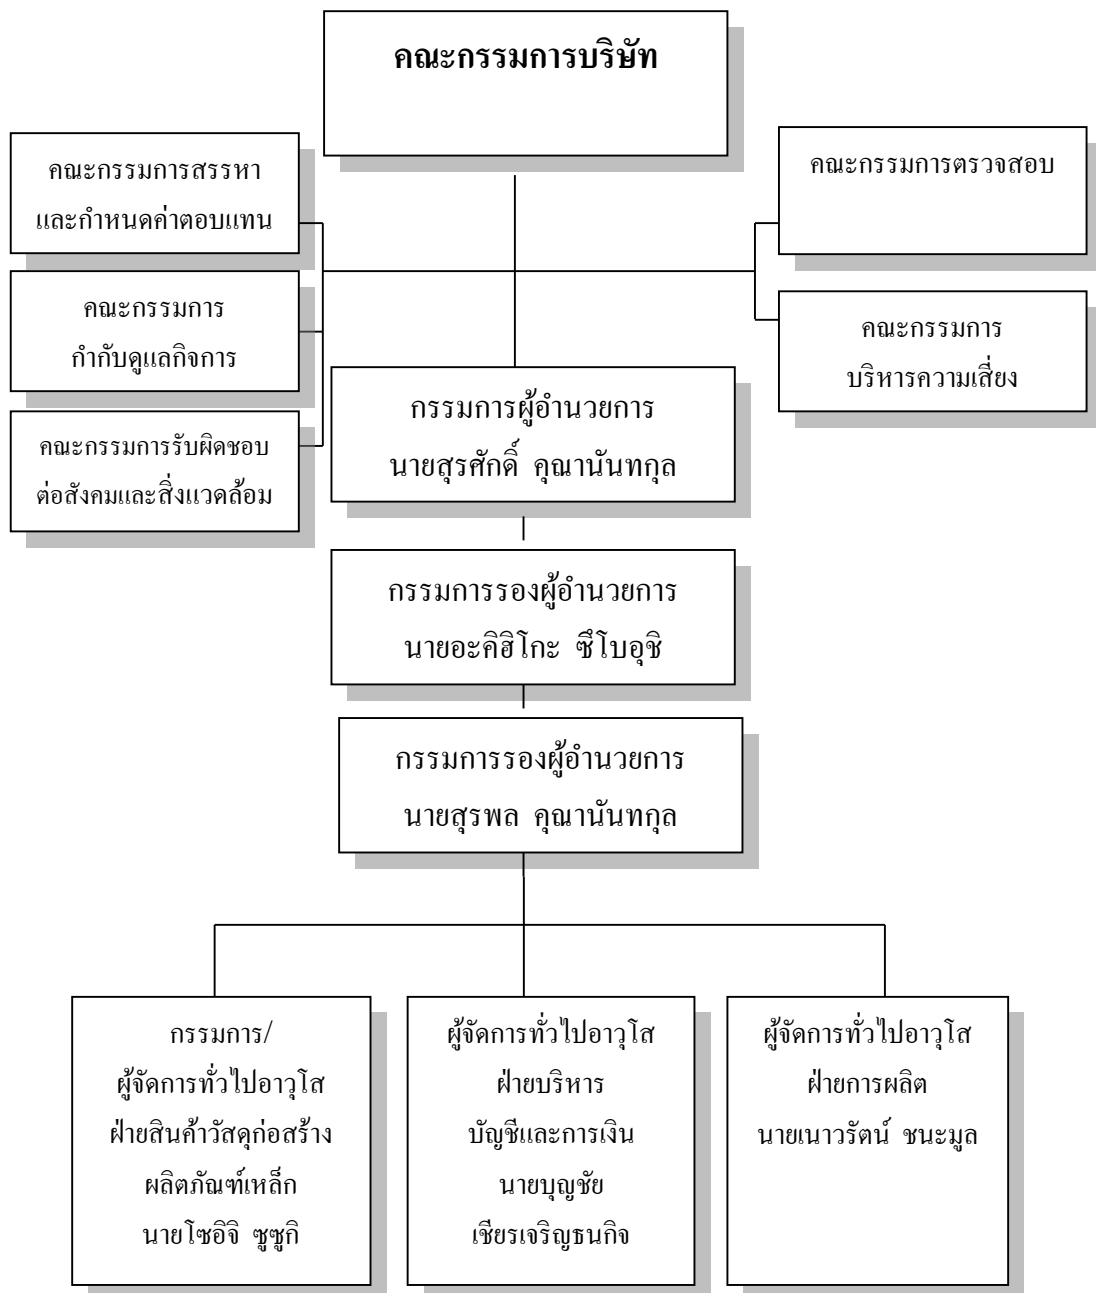 คณะกรรมการบริษัท
คณะกรรมการสรรหา
และกำหนดค่าตอบแทน
คณะกรรมการตรวจสอบ
คณะกรรมการ
กำกับดูแลกิจการ
คณะกรรมการ
บริหารความเสี่ยง
คณะกรรมการรับผิดชอบ
ต่อสังคมและสิ่งแวดล้อม
กรรมการผู้อำนวยการ
นายสุรศักดิ์ คุณานันทกุล
กรรมการรองผู้อำนวยการ
นายอะคิฮิโกะ ซึโบอุชิ
กรรมการรองผู้อำนวยการ
นายสุรพล คุณานันทกุล
กรรมการ/
ผู้จัดการทั่วไปอาวุโส
ฝ่ายสินค้าวัสดุก่อสร้าง
ผลิตภัณฑ์เหล็ก
นายโซอิจิ ซูซูกิ
ผู้จัดการทั่วไปอาวุโส
ฝ่ายบริหาร
บัญชีและการเงิน
นายบุญชัย
เชียรเจริญธนกิจ
ผู้จัดการทั่วไปอาวุโส
ฝ่ายการผลิต
นายเนาวรัตน์ ชนะมูล